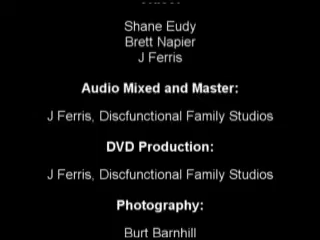 Shane Eudy
Brett Napier
J Ferris
Audio Mixed and Master:
J Ferris, Discfunctional Family Studios
DVD Production:
J Ferris, Discfunctional Family Studios
Photography:
Burt Barnhill